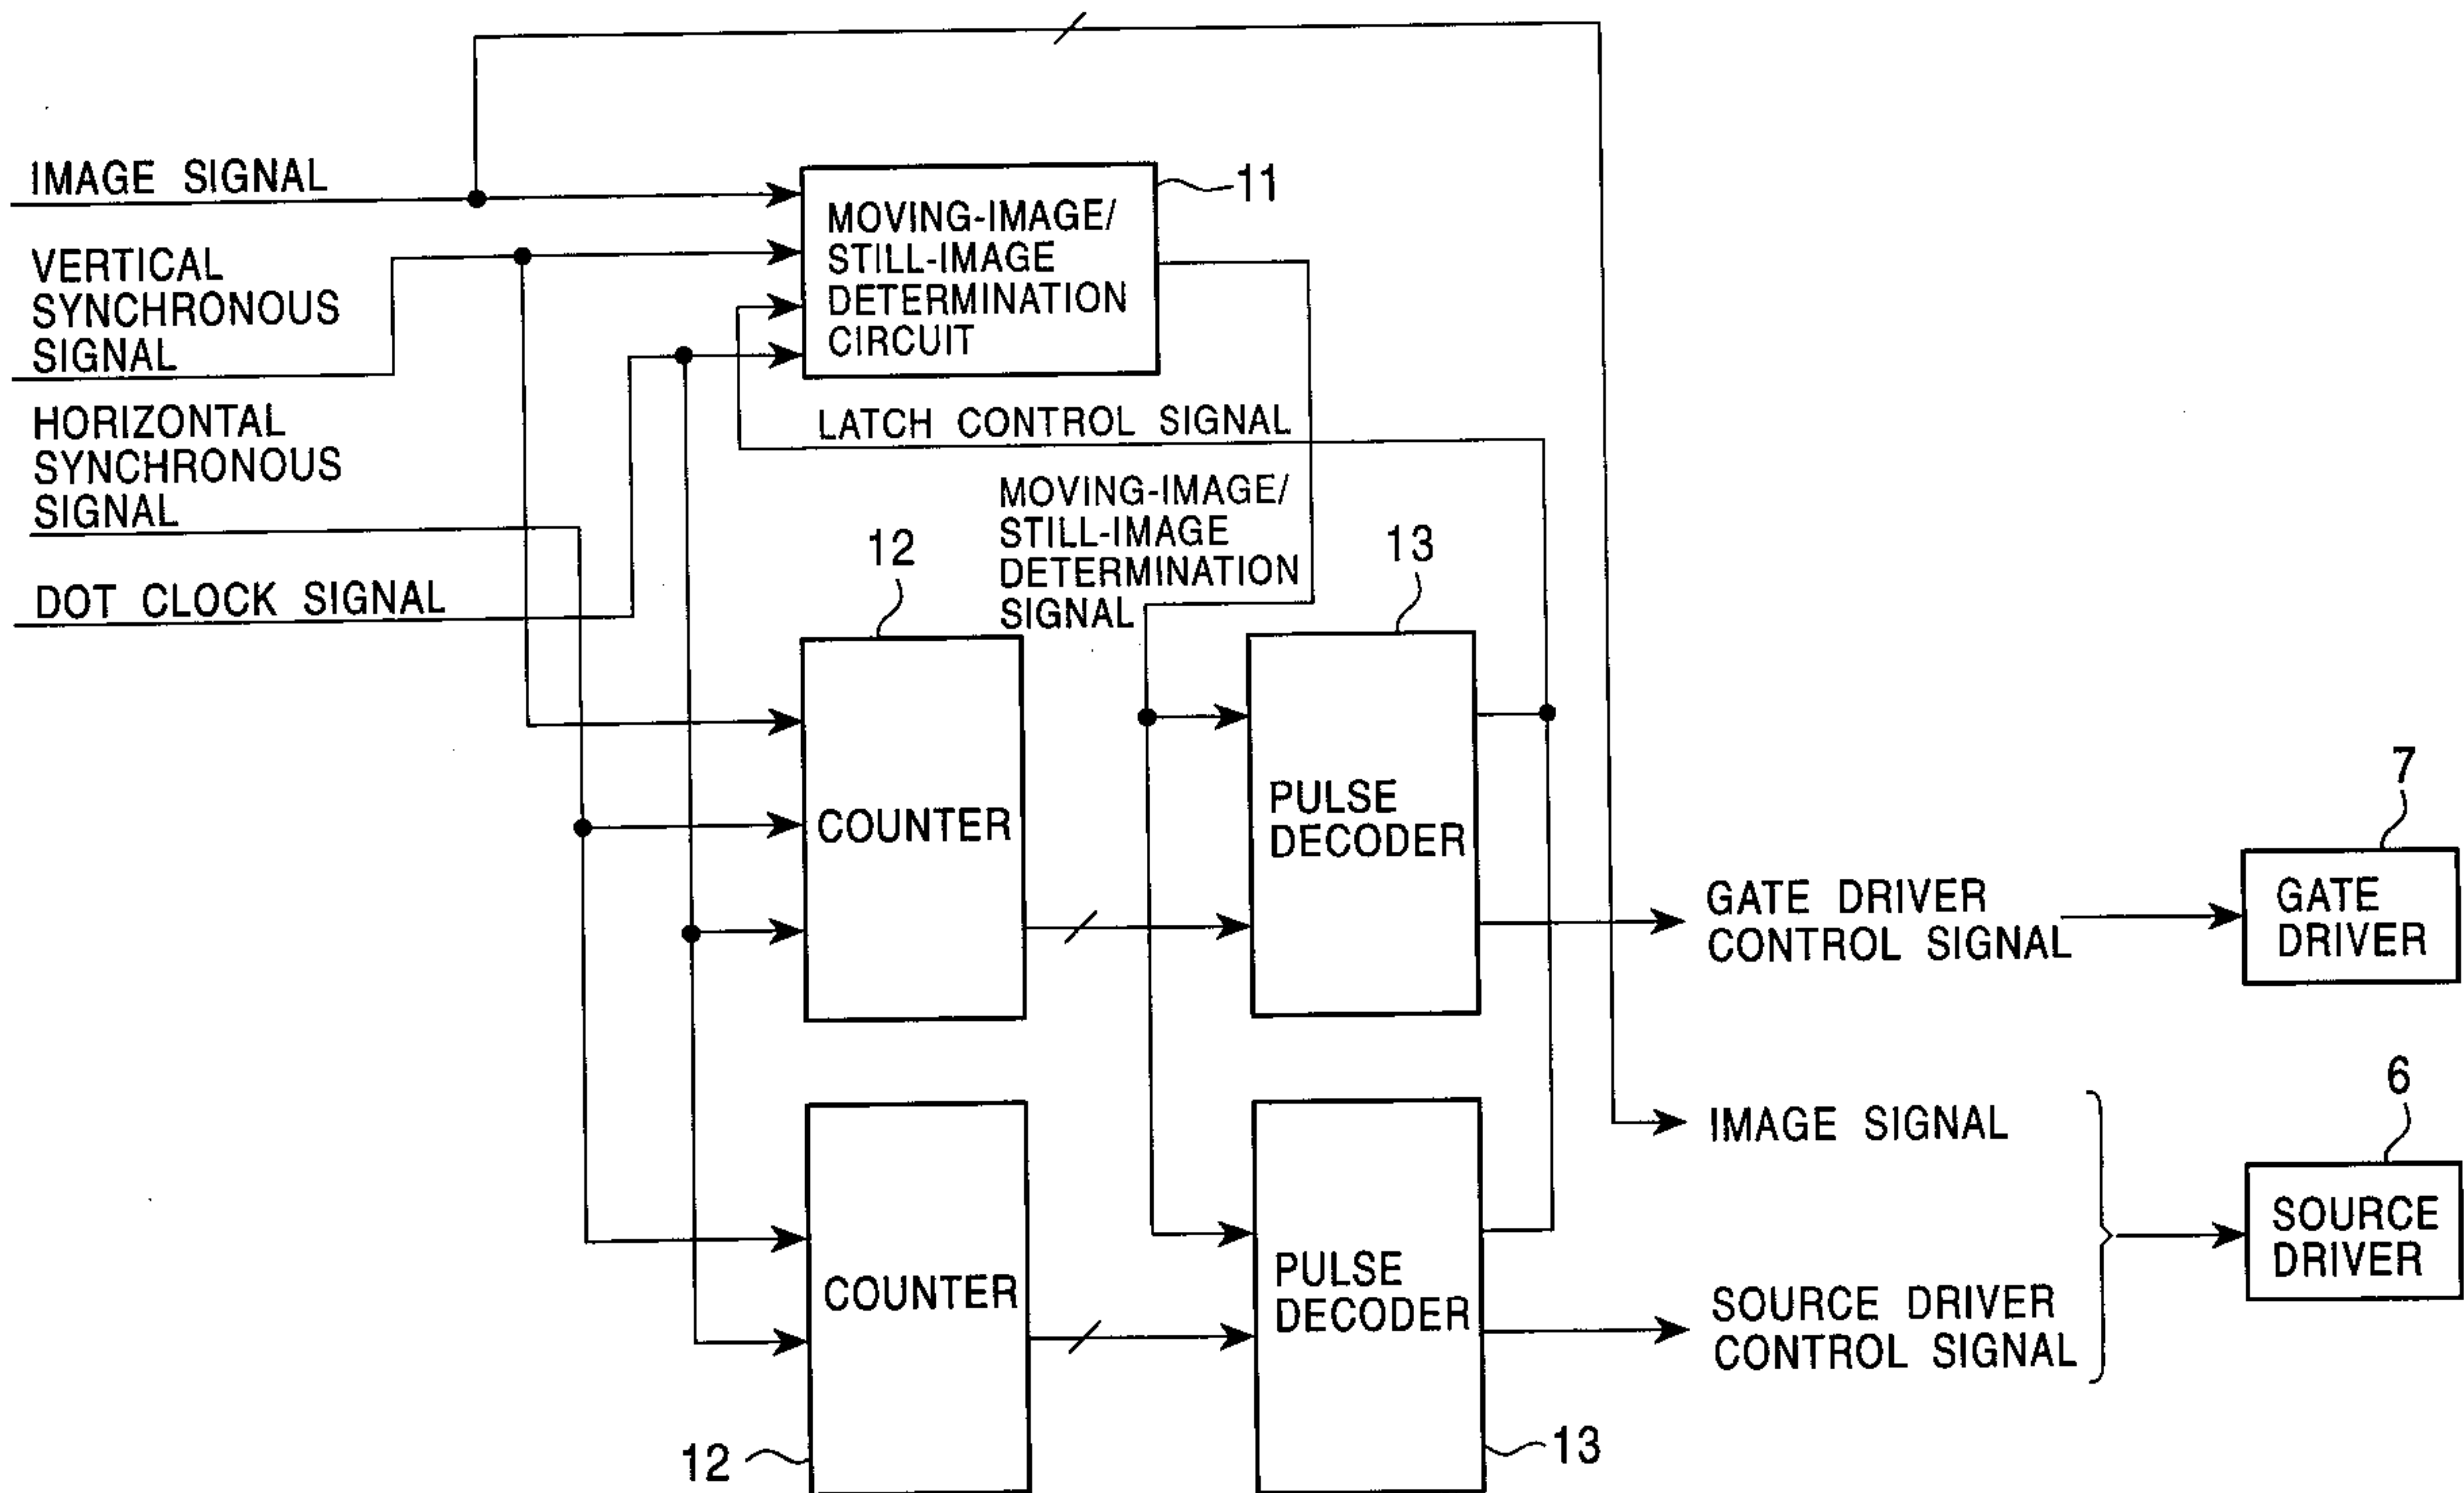 IMAGE SIGNAL
VERTICAL
SYNCHRONOUS
SIGNAL
HORIZONTAL
SYNCHRONOUS
SIGNAL
DOT CLOCK SIGNAL
MOVING-IMAGE/
STILL-IMAGE
DETERMINATION
CIRCUIT
11
LATCH CONTROL SIGNAL
MOVING-IMAGE/
STILL-IMAGE
DETERMINATION
SIGNAL
12
13
COUNTER
PULSE
DECODER
GATE DRIVER
CONTROL SIGNAL
7
GATE
DRIVER
COUNTER
12
PULSE
DECODER
13
IMAGE SIGNAL
SOURCE DRIVER
CONTROL SIGNAL
6
SOURCE
DRIVER